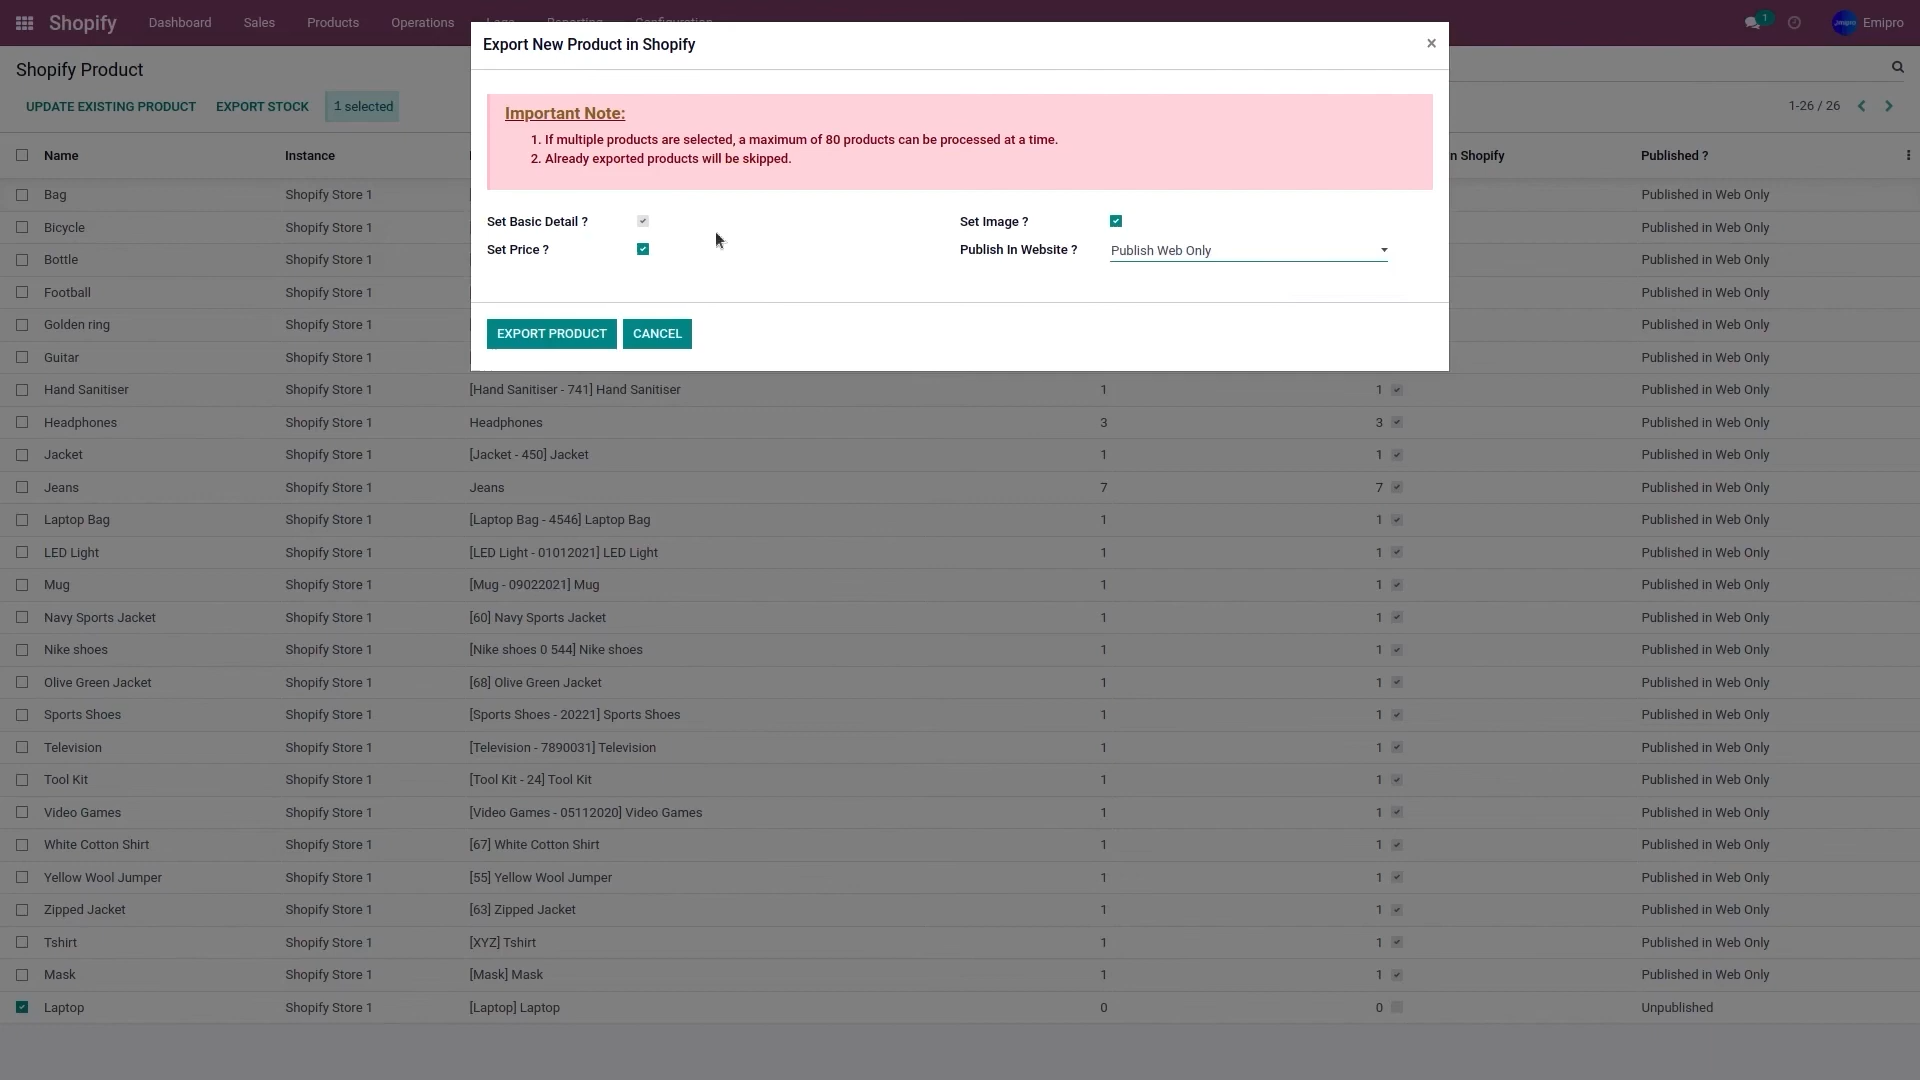 Shopify Dashboard Sales Products Operations Logs Reporting Configuration 1 Emipro
Export New Product in Shopify ×
Shopify Product
UPDATE EXISTING PRODUCT EXPORT STOCK 1 selected 1-26 / 26
Important Note:
1. If multiple products are selected, a maximum of 80 products can be processed at a time.
2. Already exported products will be skipped.
Name Instance n Shopify Published ?
Set Basic Detail ? Set Image ?
Set Price ? Publish In Website ? Publish Web Only
EXPORT PRODUCT CANCEL
Bag Shopify Store 1 Published in Web Only
Bicycle Shopify Store 1 Published in Web Only
Bottle Shopify Store 1 Published in Web Only
Football Shopify Store 1 Published in Web Only
Golden ring Shopify Store 1 Published in Web Only
Guitar Shopify Store 1 Published in Web Only
Hand Sanitiser Shopify Store 1 [Hand Sanitiser - 741] Hand Sanitiser 1 1 Published in Web Only
Headphones Shopify Store 1 Headphones 3 3 Published in Web Only
Jacket Shopify Store 1 [Jacket - 450] Jacket 1 1 Published in Web Only
Jeans Shopify Store 1 Jeans 7 7 Published in Web Only
Laptop Bag Shopify Store 1 [Laptop Bag - 4546] Laptop Bag 1 1 Published in Web Only
LED Light Shopify Store 1 [LED Light - 01012021] LED Light 1 1 Published in Web Only
Mug Shopify Store 1 [Mug - 09022021] Mug 1 1 Published in Web Only
Navy Sports Jacket Shopify Store 1 [60] Navy Sports Jacket 1 1 Published in Web Only
Nike shoes Shopify Store 1 [Nike shoes 0 544] Nike shoes 1 1 Published in Web Only
Olive Green Jacket Shopify Store 1 [68] Olive Green Jacket 1 1 Published in Web Only
Sports Shoes Shopify Store 1 [Sports Shoes - 20221] Sports Shoes 1 1 Published in Web Only
Television Shopify Store 1 [Television - 7890031] Television 1 1 Published in Web Only
Tool Kit Shopify Store 1 [Tool Kit - 24] Tool Kit 1 1 Published in Web Only
Video Games Shopify Store 1 [Video Games - 05112020] Video Games 1 1 Published in Web Only
White Cotton Shirt Shopify Store 1 [67] White Cotton Shirt 1 1 Published in Web Only
Yellow Wool Jumper Shopify Store 1 [55] Yellow Wool Jumper 1 1 Published in Web Only
Zipped Jacket Shopify Store 1 [63] Zipped Jacket 1 1 Published in Web Only
Tshirt Shopify Store 1 [XYZ] Tshirt 1 1 Published in Web Only
Mask Shopify Store 1 [Mask] Mask 1 1 Published in Web Only
Laptop Shopify Store 1 [Laptop] Laptop 0 0 Unpublished